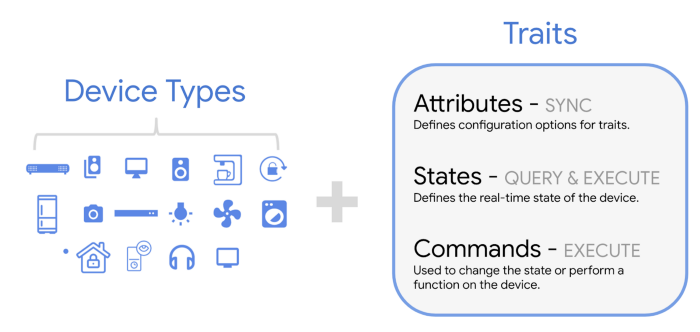 Traits
Device Types
Attributes - SYNC
Defines configuration options for traits.
States - QUERY & EXECUTE
Defines the real-time state of the device.
Commands - EXECUTE
Used to change the state or perform a
function on the device.